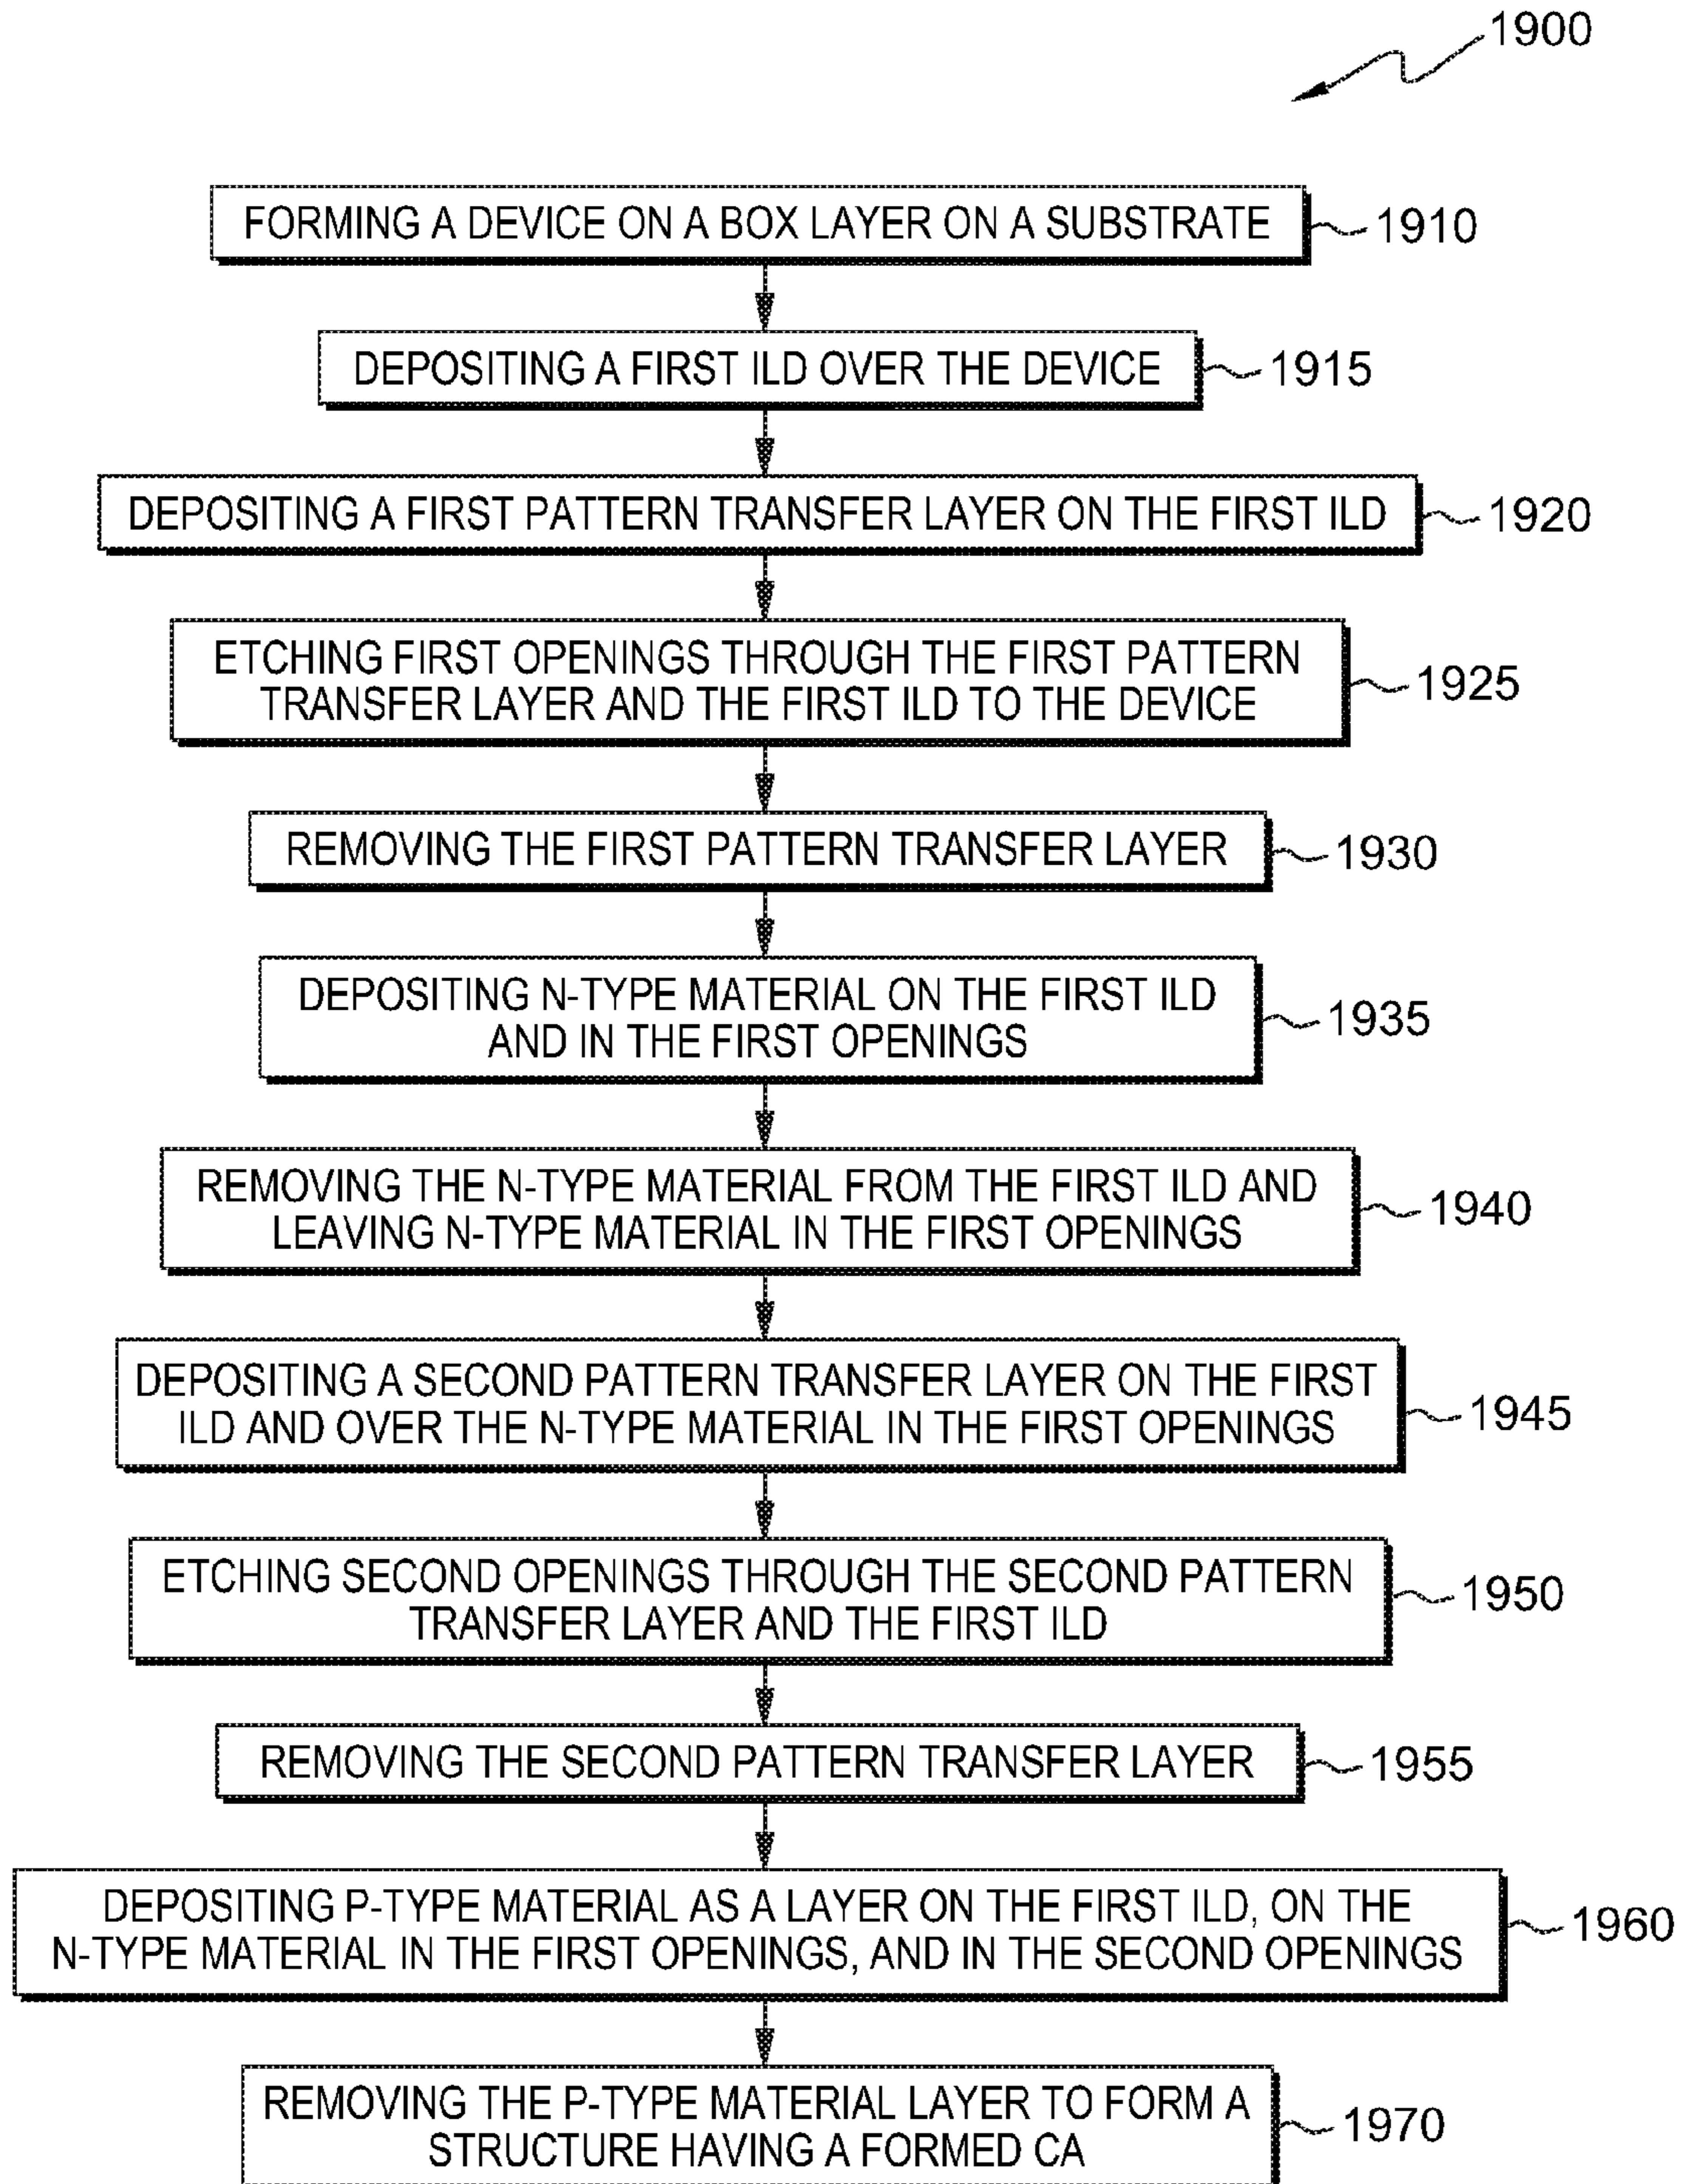 1900
FORMING A DEVICE ON A BOX LAYER ON A SUBSTRATE
1910
DEPOSITING A FIRST ILD OVER THE DEVICE
1915
DEPOSITING A FIRST PATTERN TRANSFER LAYER ON THE FIRST ILD
1920
ETCHING FIRST OPENINGS THROUGH THE FIRST PATTERN
TRANSFER LAYER AND THE FIRST ILD TO THE DEVICE
1925
REMOVING THE FIRST PATTERN TRANSFER LAYER
1930
DEPOSITING N-TYPE MATERIAL ON THE FIRST ILD
AND IN THE FIRST OPENINGS
1935
REMOVING THE N-TYPE MATERIAL FROM THE FIRST ILD AND
LEAVING N-TYPE MATERIAL IN THE FIRST OPENINGS
1940
DEPOSITING A SECOND PATTERN TRANSFER LAYER ON THE FIRST
ILD AND OVER THE N-TYPE MATERIAL IN THE FIRST OPENINGS
1945
ETCHING SECOND OPENINGS THROUGH THE SECOND PATTERN
TRANSFER LAYER AND THE FIRST ILD
1950
REMOVING THE SECOND PATTERN TRANSFER LAYER
1955
DEPOSITING P-TYPE MATERIAL AS A LAYER ON THE FIRST ILD, ON THE
N-TYPE MATERIAL IN THE FIRST OPENINGS, AND IN THE SECOND OPENINGS
1960
REMOVING THE P-TYPE MATERIAL LAYER TO FORM A
STRUCTURE HAVING A FORMED CA
1970